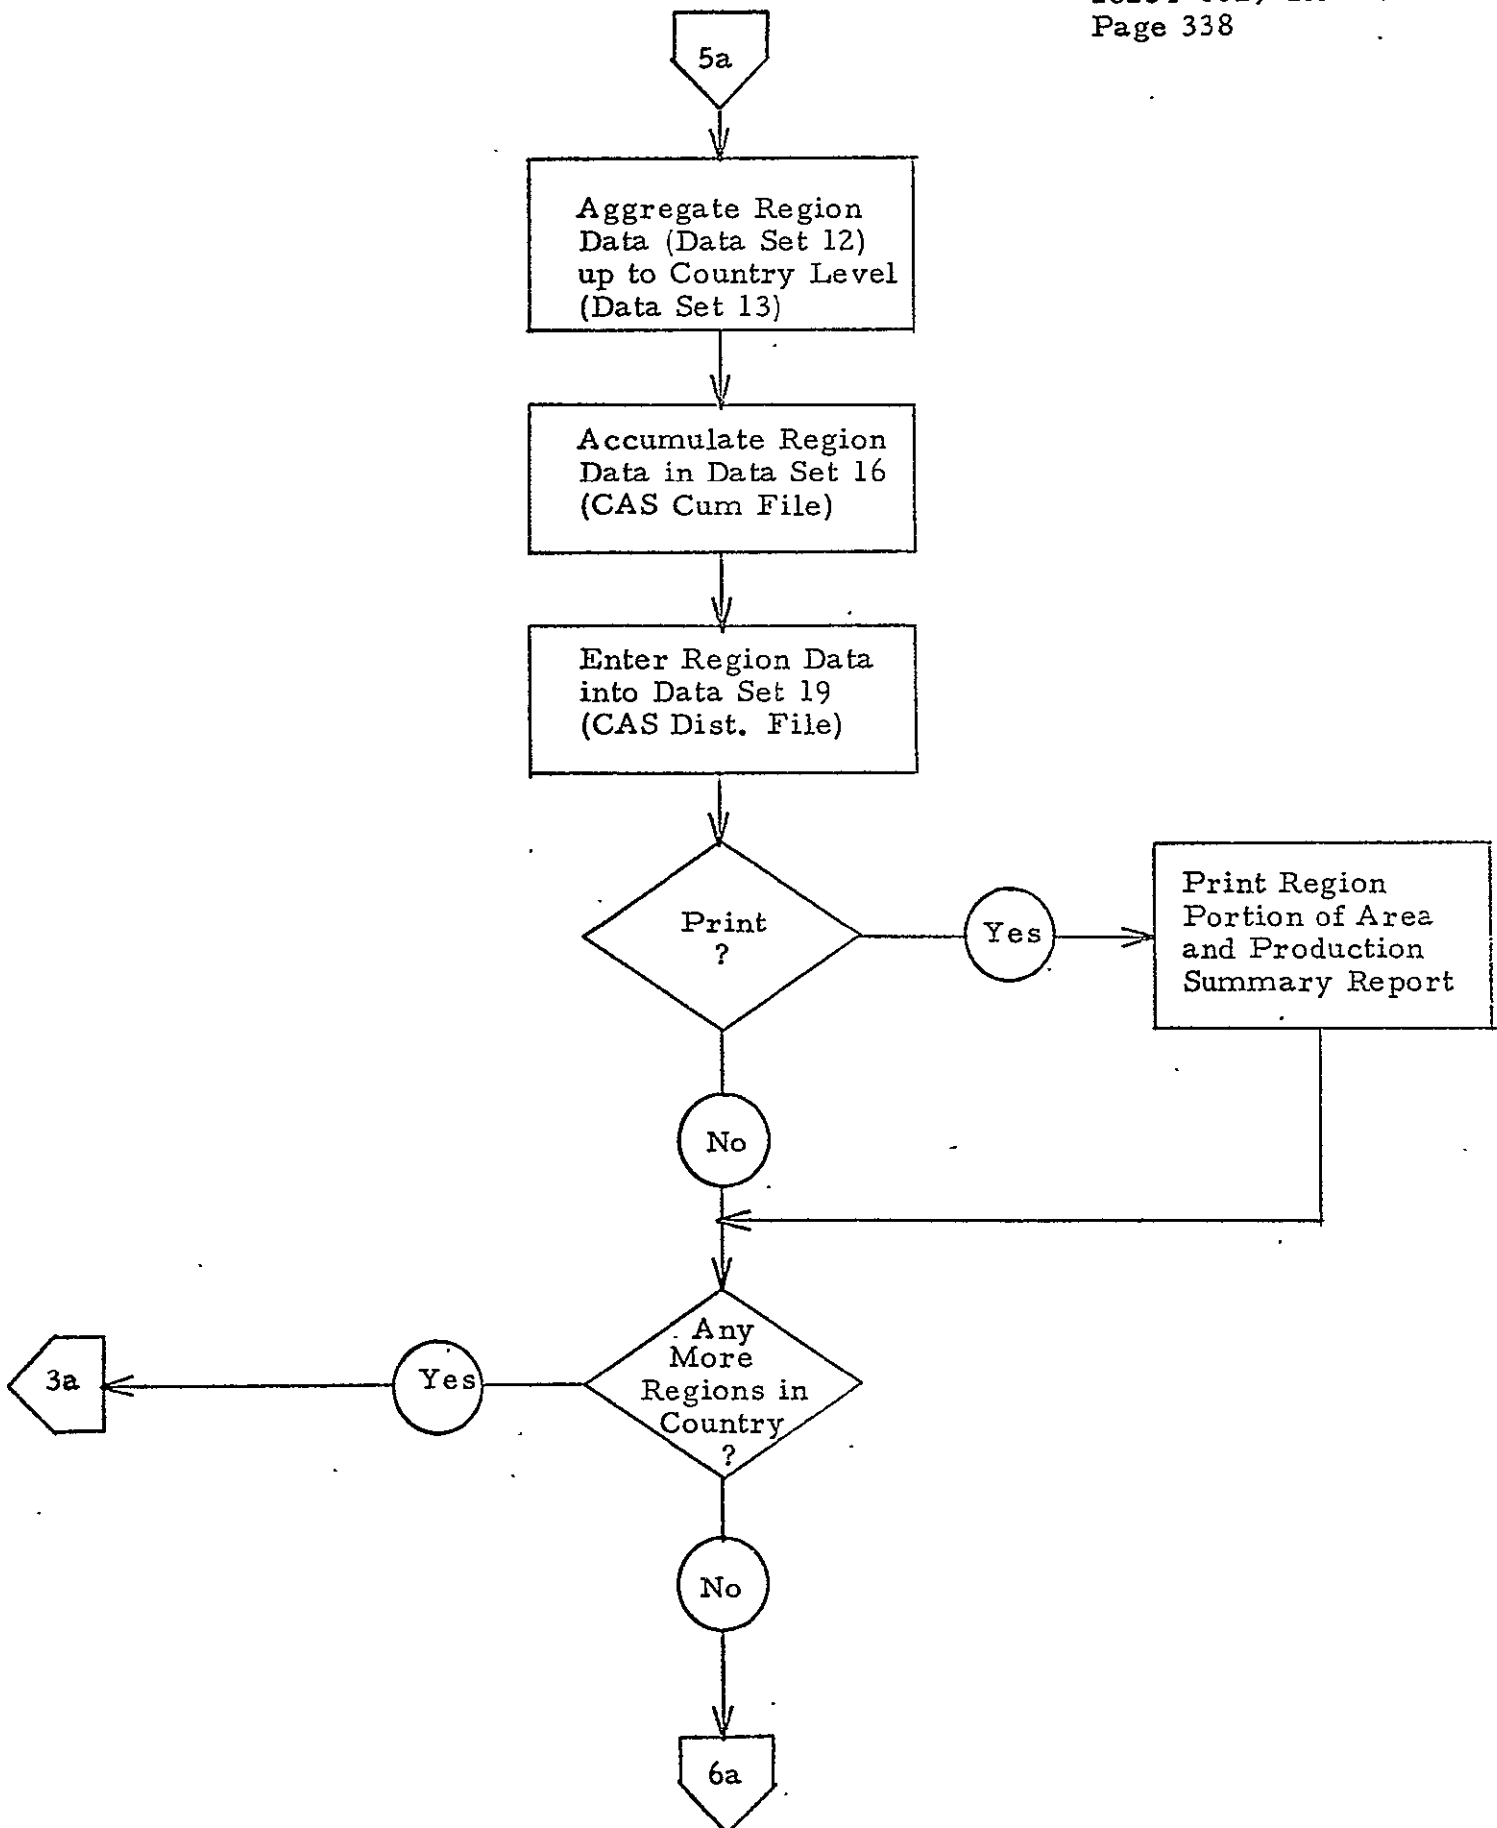 Page 338
5a
Aggregate Region
Data (Data Set 12)
up to Country Level
(Data Set 13)
Accumulate Region
Data in Data Set 16
(CAS Cum File)
Enter Region Data
into Data Set 19
(CAS Dist. File)
Print
?
Yes
Print Region
Portion of Area
and Production
Summary Report
No
Any
More
Regions in
Country
?
Yes
3a
No
6a